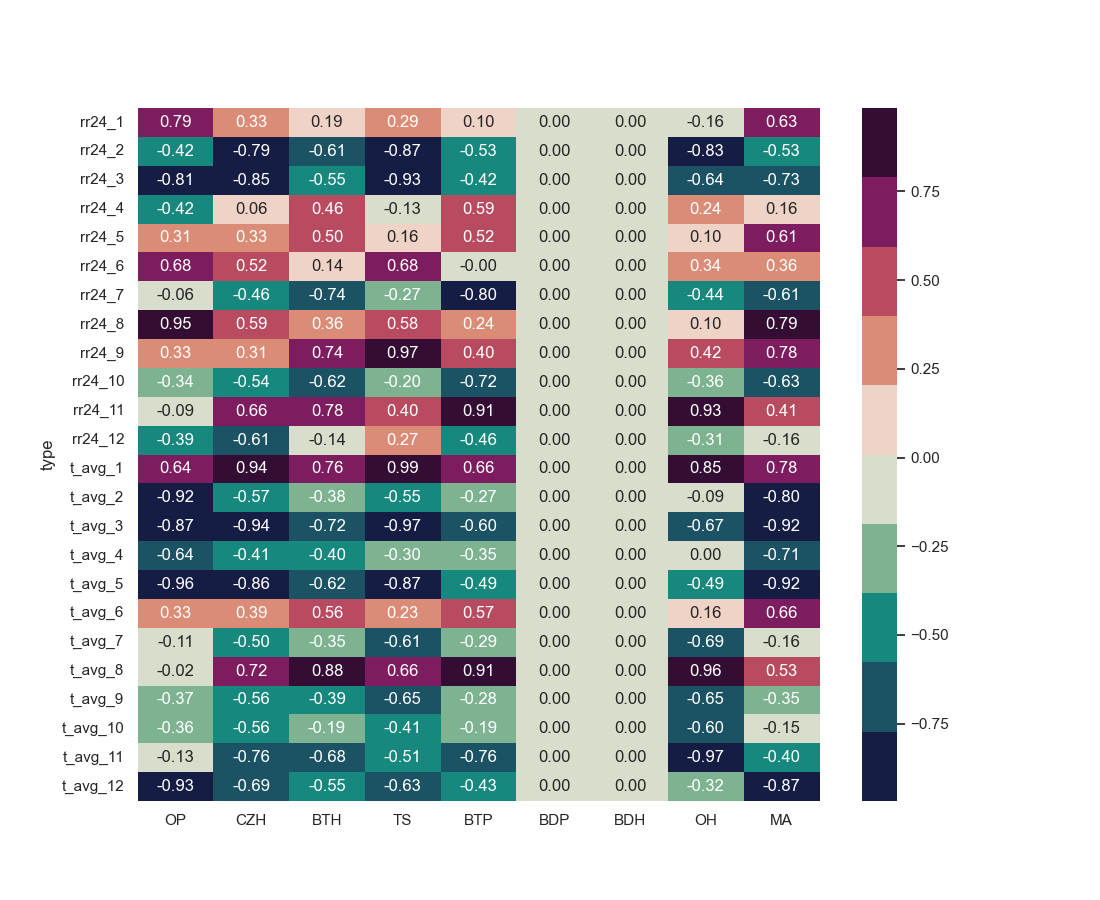 rr24_1 0.79 0.33 0.19 0.29 0.10 0.00 0.00 -0.16 0.63
rr24_2 -0.42 -0.79 -0.61 -0.87 -0.53 0.00 0.00 -0.83 -0.53
rr24_3 -0.81 -0.85 -0.55 -0.93 -0.42 0.00 0.00 -0.64 -0.73
rr24_4 -0.42 0.06 0.46 -0.13 0.59 0.00 0.00 0.24 0.16
rr24_5 0.31 0.33 0.50 0.16 0.52 0.00 0.00 0.10 0.61
rr24_6 0.68 0.52 0.14 0.68 -0.00 0.00 0.00 0.34 0.36
rr24_7 -0.06 -0.46 -0.74 -0.27 -0.80 0.00 0.00 -0.44 -0.61
rr24_8 0.95 0.59 0.36 0.58 0.24 0.00 0.00 0.10 0.79
rr24_9 0.33 0.31 0.74 0.97 0.40 0.00 0.00 0.42 0.78
rr24_10 -0.34 -0.54 -0.62 -0.20 -0.72 0.00 0.00 -0.36 -0.63
rr24_11 -0.09 0.66 0.78 0.40 0.91 0.00 0.00 0.93 0.41
rr24_12 -0.39 -0.61 -0.14 0.27 -0.46 0.00 0.00 -0.31 -0.16
t_avg_1 0.64 0.94 0.76 0.99 0.66 0.00 0.00 0.85 0.78
t_avg_2 -0.92 -0.57 -0.38 -0.55 -0.27 0.00 0.00 -0.09 -0.80
t_avg_3 -0.87 -0.94 -0.72 -0.97 -0.60 0.00 0.00 -0.67 -0.92
t_avg_4 -0.64 -0.41 -0.40 -0.30 -0.35 0.00 0.00 0.00 -0.71
t_avg_5 -0.96 -0.86 -0.62 -0.87 -0.49 0.00 0.00 -0.49 -0.92
t_avg_6 0.33 0.39 0.56 0.23 0.57 0.00 0.00 0.16 0.66
t_avg_7 -0.11 -0.50 -0.35 -0.61 -0.29 0.00 0.00 -0.69 -0.16
t_avg_8 -0.02 0.72 0.88 0.66 0.91 0.00 0.00 0.96 0.53
t_avg_9 -0.37 -0.56 -0.39 -0.65 -0.28 0.00 0.00 -0.65 -0.35
t_avg_10 -0.36 -0.56 -0.19 -0.41 -0.19 0.00 0.00 -0.60 -0.15
t_avg_11 -0.13 -0.76 -0.68 -0.51 -0.76 0.00 0.00 -0.97 -0.40
t_avg_12 -0.93 -0.69 -0.55 -0.63 -0.43 0.00 0.00 -0.32 -0.87
OP CZH BTH TS BTP BDP BDH OH MA
type
0.75
0.50
0.25
0.00
−0.25
−0.50
−0.75